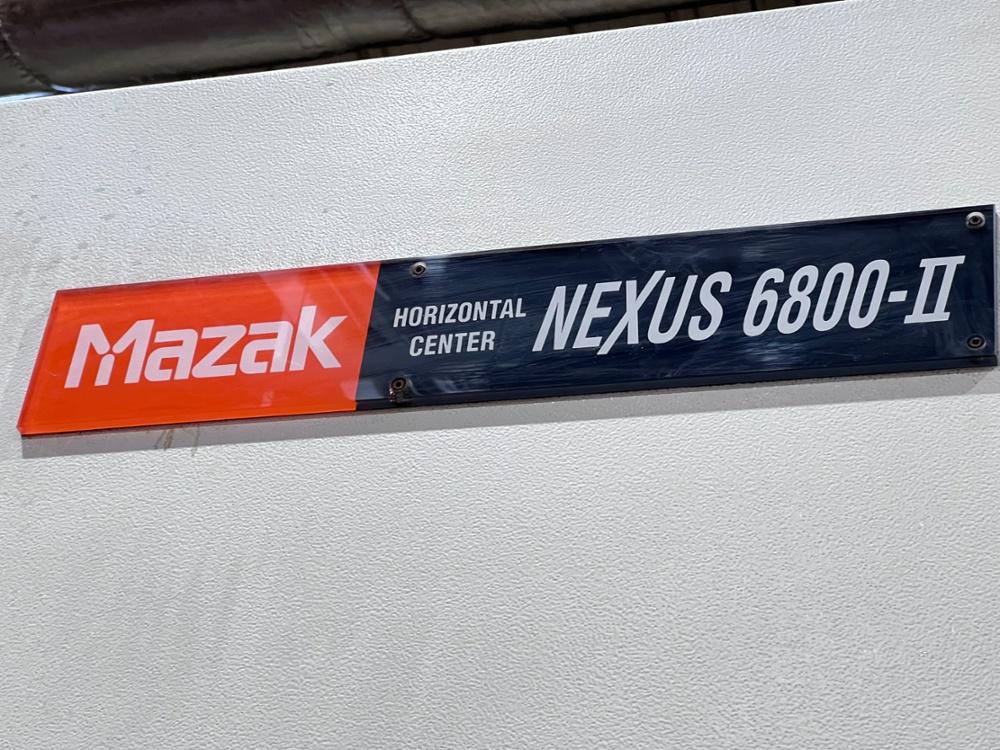 Mazak
HORIZONTAL
CENTER
NEXUS 6800-II